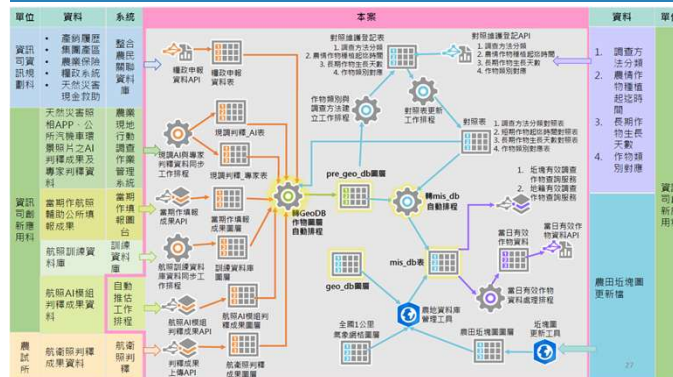 單位
資料
系統
本案
資料
單位
資訊
司資
訊規
劃科
• 產銷履歷
• 集團產區
• 農業保險
• 糧政系統
• 天然災害
現金救助
整合
農民
關聯
資料
庫
糧政申報
資料API
糧政申報
資料表
天然災害照
相APP、公
所汽機車環
景照片之AI
判釋成果及
專家判釋資
料
農業
現地
行動
調查
作業
管理
系統
現調AI與專家
判釋資料同步
工作排程
現調判釋_AI表
現調判釋_專家表
資訊
司創
新應
用科
當期作航照
輔助公所填
報成果
當期
作填
報圖
台
當期作填報
成果API
當期作填報
成果圖層
航照訓練資
料庫
訓練
資料
庫
航照訓練資料
庫資料同步工
作排程
訓練資料庫
圖層
航照AI模組
判釋成果資
料
自動
推估
工作
排程
航照AI模組判
釋成果API
航照AI模組判
釋成果圖層
農
試
所
航衛照判釋
成果資料
航衛
照判
釋
判釋成果
上傳API
航衛照判釋
成果圖層
轉GeoDB
作物圖層
自動排程
pre_geo_db圖層
作物類別與
調查方法建
立工作排程
對照維護登記表
1. 調查方法分類
2. 農情作物種植起迄時間
3. 長期作物生長天數
4. 作物類別對應
對照維護登記API
1. 調查方法分類
2. 農情作物種植起迄時間
3. 長期作物生長天數
4. 作物類別對應
對照表更新
工作排程
對照表
1. 調查方法分類對照表
2. 短期作物起迄時間對照表
3. 長期作物生長天數對照表
4. 作物類別對應表
轉mis_db
自動排程
1. 坵塊有效調查
作物查詢服務
2. 地籍有效調查
作物查詢服務
mis_db表
當日有效作
物資料
當日有效作
物資料API
當日有效作物
資料處理排程
geo_db圖層
農地資料庫
管理工具
全國1公里
氣象網格圖層
農田坵塊圖圖層
坵塊圖
更新工具
1. 調查方
法分類
2. 農情作
物種植
起迄時
間
3. 長期作
物生長
天數
4. 作物類
別對應
農田坵塊圖
更新檔
資訊
司創
新應
用科
27